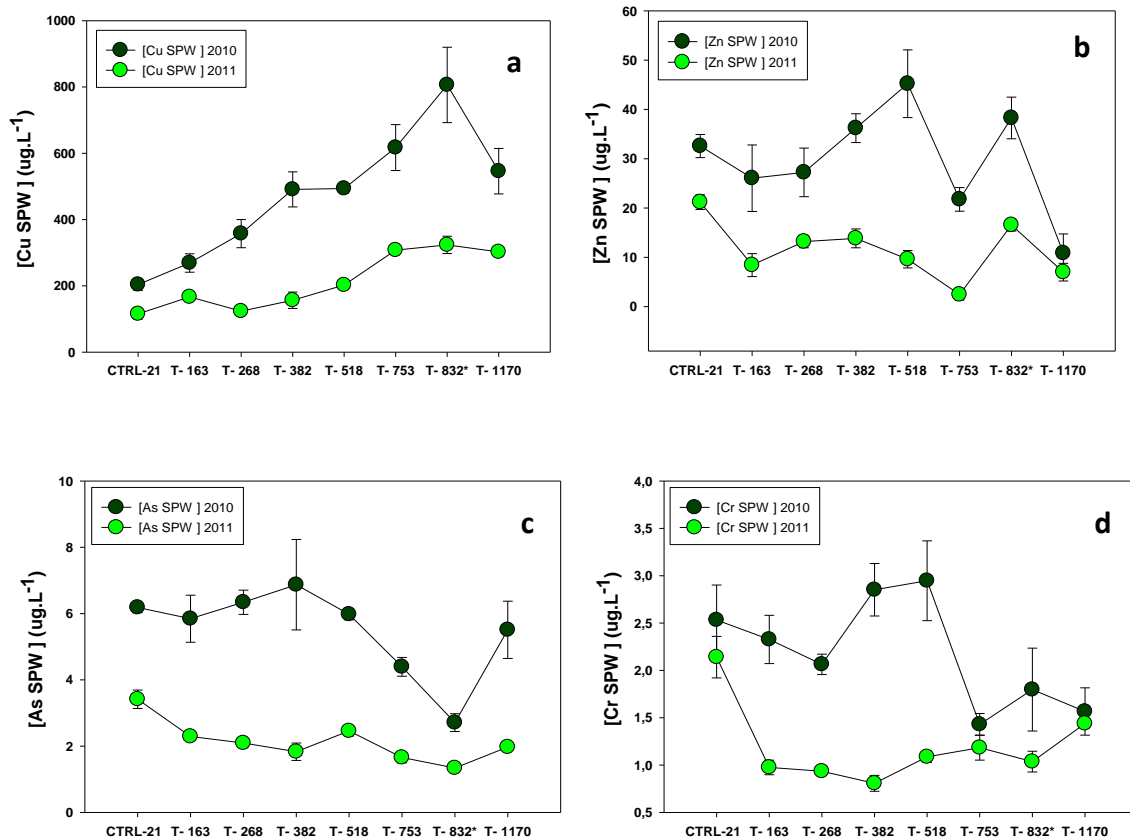 1000
800
600
400
200
0
[Cu SPW ] (ug.L⁻¹)
[Cu SPW ] 2010
[Cu SPW ] 2011
a
CTRL-21 T- 163 T- 268 T- 382 T- 518 T- 753 T- 832* T- 1170
60
50
40
30
20
10
0
[Zn SPW ] (ug.L⁻¹)
[Zn SPW ] 2010
[Zn SPW ] 2011
b
CTRL-21 T- 163 T- 268 T- 382 T- 518 T- 753 T- 832* T- 1170
10
8
6
4
2
0
[As SPW ] (ug.L⁻¹)
[As SPW ] 2010
[As SPW ] 2011
c
CTRL-21 T- 163 T- 268 T- 382 T- 518 T- 753 T- 832* T- 1170
4,0
3,5
3,0
2,5
2,0
1,5
1,0
0,5
[Cr SPW ] (ug.L⁻¹)
[Cr SPW ] 2010
[Cr SPW ] 2011
d
CTRL-21 T- 163 T- 268 T- 382 T- 518 T- 753 T- 832* T- 1170